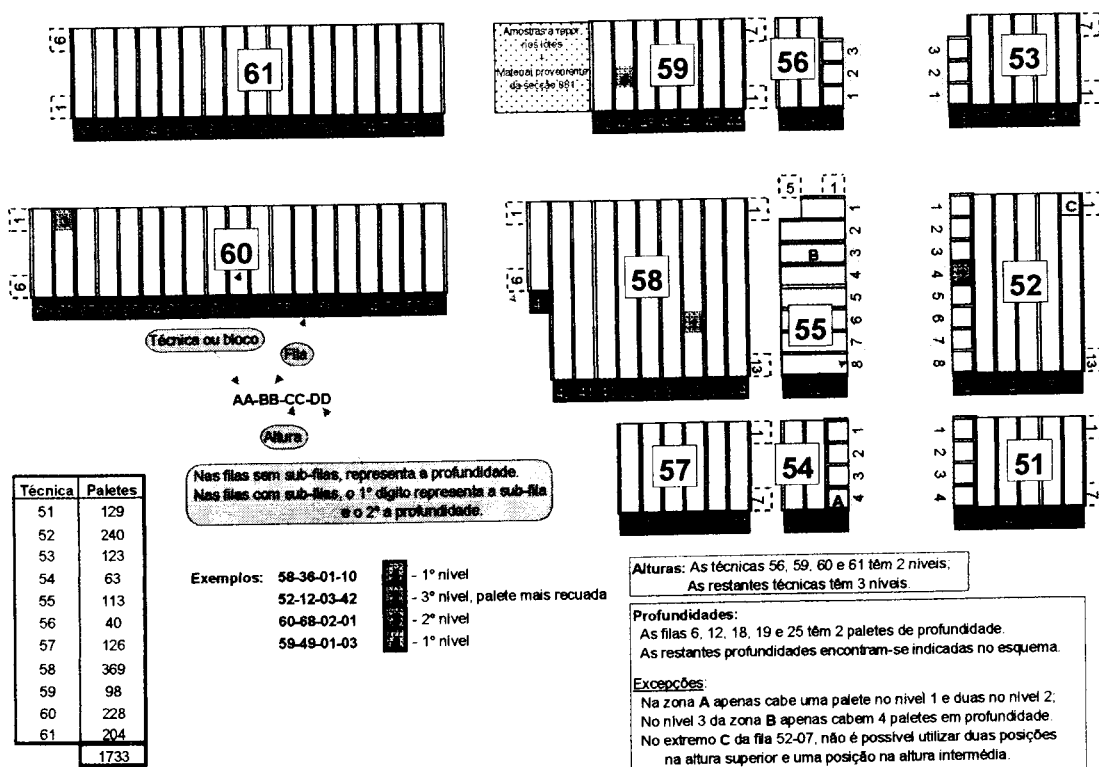 6
1
61
Amostras a repor
nos lotes
+
Material proveniente
da secção 881
59
7
1
56
3
2
1
3
2
1
53
7
1
1
6
60
1
9
58
1
13
5
1
1
2
B
3
4
5
6
7
8
55
1
2
3
4
5
6
7
8
C
52
1
13
Técnica ou bloco
Fila
AA-BB-CC-DD
Altura
Nas filas sem sub-filas, representa a profundidade.
Nas filas com sub-filas, o 1º dígito representa a sub-fila
e o 2º a profundidade.
57
1
7
54
1
2
3
A 4
1
2
3
4
51
1
7
Técnica Paletes
51 129
52 240
53 123
54 63
55 113
56 40
57 126
58 369
59 98
60 228
61 204
1733
Exemplos: 58-36-01-10 - 1º nível
52-12-03-42 - 3º nível, palete mais recuada
60-68-02-01 - 2º nível
59-49-01-03 - 1º nível
Alturas: As técnicas 56, 59, 60 e 61 têm 2 níveis;
As restantes técnicas têm 3 níveis.
Profundidades:
As filas 6, 12, 18, 19 e 25 têm 2 paletes de profundidade.
As restantes profundidades encontram-se indicadas no esquema.
Excepções:
Na zona A apenas cabe uma palete no nível 1 e duas no nível 2;
No nível 3 da zona B apenas cabem 4 paletes em profundidade.
No extremo C da fila 52-07, não é possível utilizar duas posições
na altura superior e uma posição na altura intermédia.